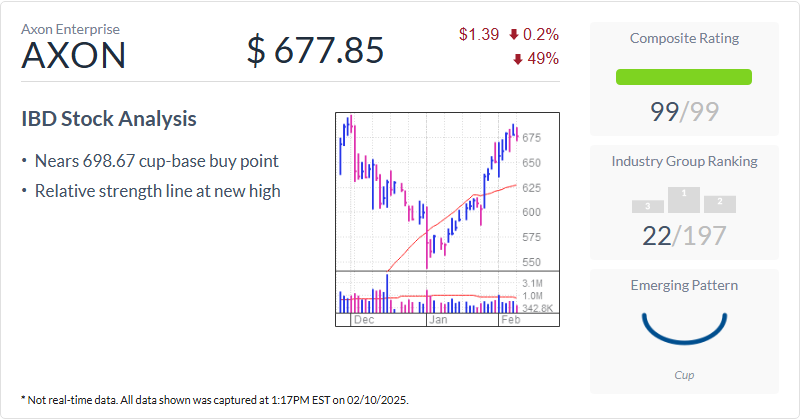 Axon Enterprise
AXON
$ 677.85
$1.39 0.2%
49%
IBD Stock Analysis
• Nears 698.67 cup-base buy point
• Relative strength line at new high
675
650
625
600
575
550
3.1M
1.0M
342.8K
Dec Jan Feb
Composite Rating
99/99
Industry Group Ranking
3 1 2
22/197
Emerging Pattern
Cup
* Not real-time data. All data shown was captured at 1:17PM EST on 02/10/2025.